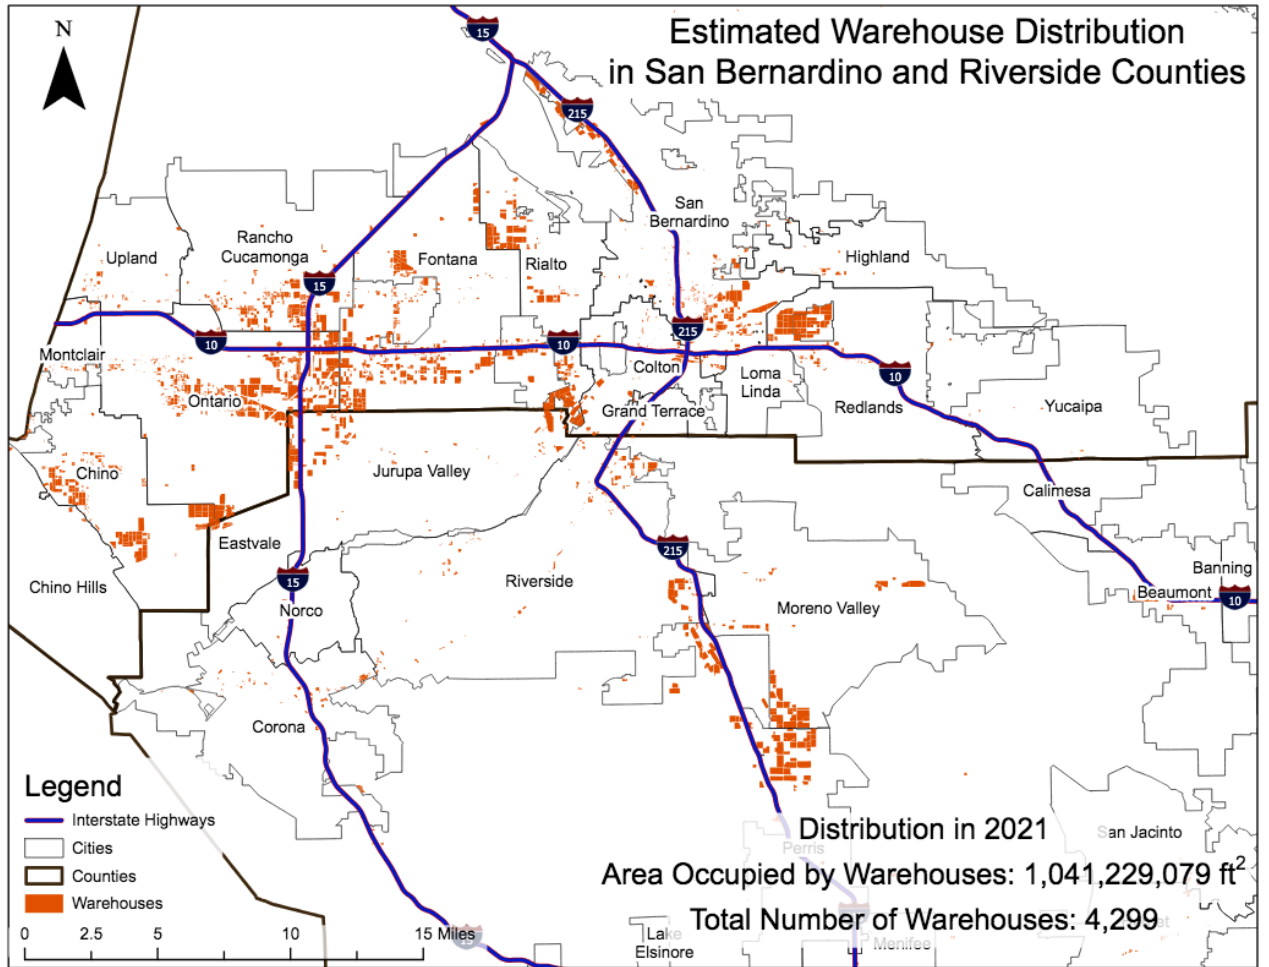 N
15
Estimated Warehouse Distribution
in San Bernardino and Riverside Counties
215
San
Bernardino
Rancho
Cucamonga
Upland
Fontana
Rialto
Highland
15
215
10
10
Montclair
Colton
Loma
Linda
10
Ontario
Grand Terrace
Redlands
Yucaipa
Chino
Jurupa Valley
Calimesa
Eastvale
215
Banning
Chino Hills
15
Riverside
Beaumont
10
Norco
Moreno Valley
Corona
Legend
Interstate Highways
Cities
Counties
Warehouses
0 2.5 5 10 15 Miles
15
Distribution in 2021
San Jacinto
Perris
Area Occupied by Warehouses: 1,041,229,079 ft²
Total Number of Warehouses: 4,299
Lake
Elsinore
Menifee